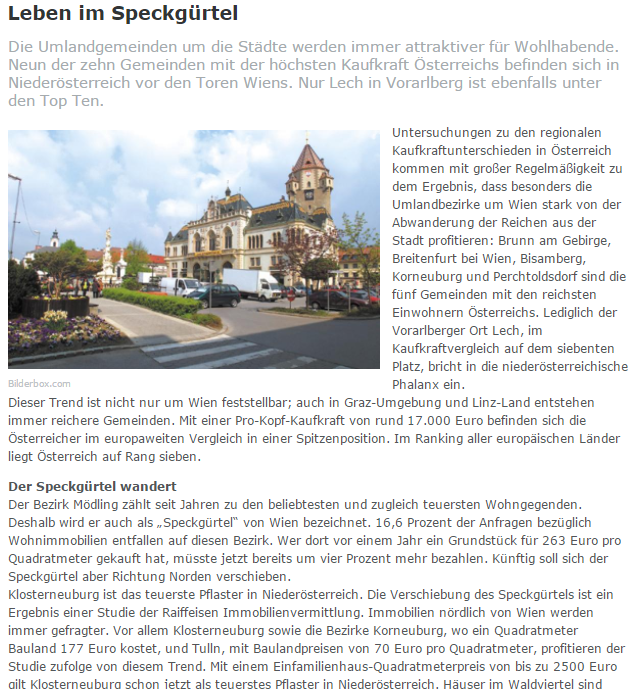 Leben im Speckgürtel
Die Umlandgemeinden um die Städte werden immer attraktiver für Wohlhabende.
Neun der zehn Gemeinden mit der höchsten Kaufkraft Österreichs befinden sich in
Niederösterreich vor den Toren Wiens. Nur Lech in Vorarlberg ist ebenfalls unter
den Top Ten.
Untersuchungen zu den regionalen
Kaufkraftunterschieden in Österreich
kommen mit großer Regelmäßigkeit zu
dem Ergebnis, dass besonders die
Umlandbezirke um Wien stark von der
Abwanderung der Reichen aus der
Stadt profitieren: Brunn am Gebirge,
Breitenfurt bei Wien, Bisamberg,
Korneuburg und Perchtoldsdorf sind die
fünf Gemeinden mit den reichsten
Einwohnern Österreichs. Lediglich der
Vorarlberger Ort Lech, im
Kaufkraftvergleich auf dem siebenten
Platz, bricht in die niederösterreichische
Phalanx ein.
Bilderbox.com
Dieser Trend ist nicht nur um Wien feststellbar; auch in Graz-Umgebung und Linz-Land entstehen
immer reichere Gemeinden. Mit einer Pro-Kopf-Kaufkraft von rund 17.000 Euro befinden sich die
Österreicher im europaweiten Vergleich in einer Spitzenposition. Im Ranking aller europäischen Länder
liegt Österreich auf Rang sieben.
Der Speckgürtel wandert
Der Bezirk Mödling zählt seit Jahren zu den beliebtesten und zugleich teuersten Wohngegenden.
Deshalb wird er auch als „Speckgürtel“ von Wien bezeichnet. 16,6 Prozent der Anfragen bezüglich
Wohnimmobilien entfallen auf diesen Bezirk. Wer dort vor einem Jahr ein Grundstück für 263 Euro pro
Quadratmeter gekauft hat, müsste jetzt bereits um vier Prozent mehr bezahlen. Künftig soll sich der
Speckgürtel aber Richtung Norden verschieben.
Klosterneuburg ist das teuerste Pflaster in Niederösterreich. Die Verschiebung des Speckgürtels ist ein
Ergebnis einer Studie der Raiffeisen Immobilienvermittlung. Immobilien nördlich von Wien werden
immer gefragter. Vor allem Klosterneuburg sowie die Bezirke Korneuburg, wo ein Quadratmeter
Bauland 177 Euro kostet, und Tulln, mit Baulandpreisen von 70 Euro pro Quadratmeter, profitieren der
Studie zufolge von diesem Trend. Mit einem Einfamilienhaus-Quadratmeterpreis von bis zu 2500 Euro
gilt Klosterneuburg schon jetzt als teuerstes Pflaster in Niederösterreich. Häuser im Waldviertel sind